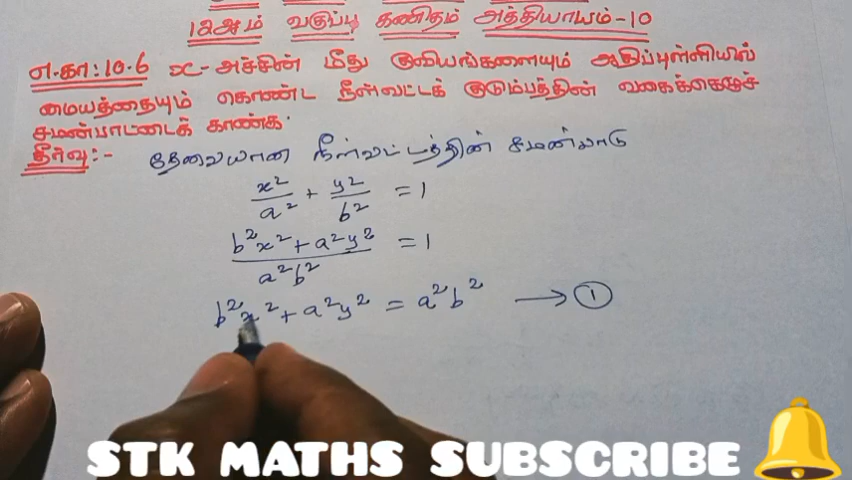 12ஆம் வகுப்பு கணிதம் அத்தியாயம்-10
எ.கா:10.6 x-அச்சின் மீது குவியங்களையும் ஆதிப்புள்ளியில்
மையத்தையும் கொண்ட நீள்வட்டக் குடும்பத்தின் வகைக்கெழுச்
சமன்பாட்டைக் காண்க.
தீர்வு:- தேவையான நீள்வட்டத்தின் சமன்பாடு
x²/a² + y²/b² = 1
b²x²+a²y²/a²b² = 1
b²x²+a²y² = a²b² → ①
STK MATHS SUBSCRIBE